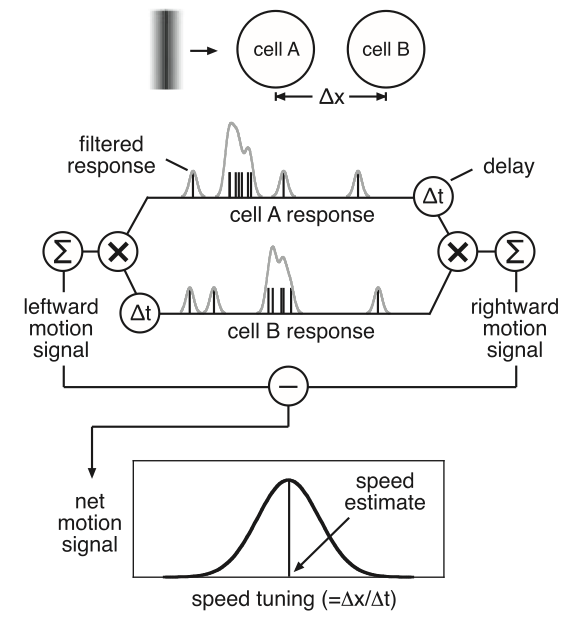 cell A
cell B
Δx
filtered
response
delay
Δt
cell A response
Σ
×
×
Σ
Δt
cell B response
leftward
motion
signal
rightward
motion
signal
−
net
motion
signal
speed
estimate
speed tuning (=Δx/Δt)